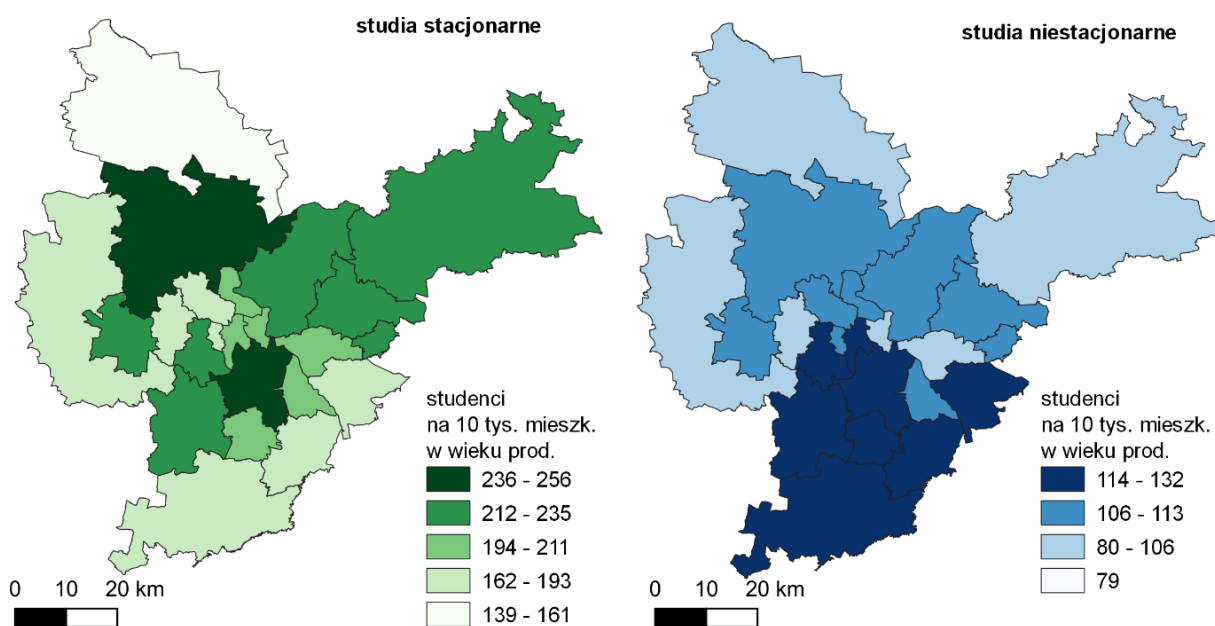 studia stacjonarne
studenci
na 10 tys. mieszk.
w wieku prod.
236 - 256
212 - 235
194 - 211
162 - 193
139 - 161
0 10 20 km
studia niestacjonarne
studenci
na 10 tys. mieszk.
w wieku prod.
114 - 132
106 - 113
80 - 106
79
0 10 20 km